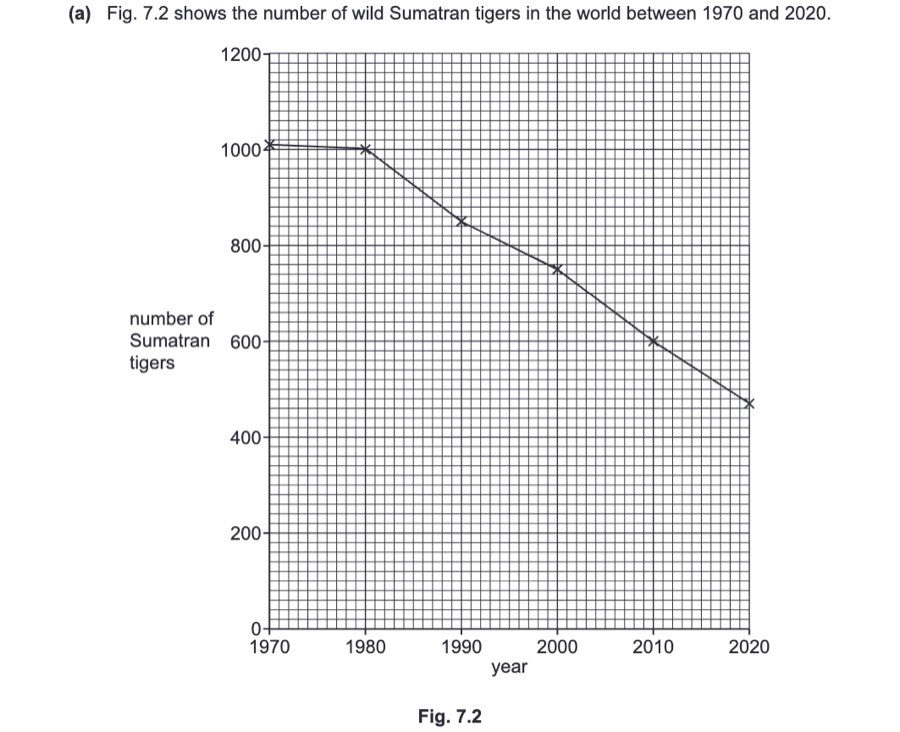 (a) Fig. 7.2 shows the number of wild Sumatran tigers in the world between 1970 and 2020.
1200
1000
800
number of
Sumatran
tigers
600
400
200
0
1970 1980 1990 2000 2010 2020
year
Fig. 7.2